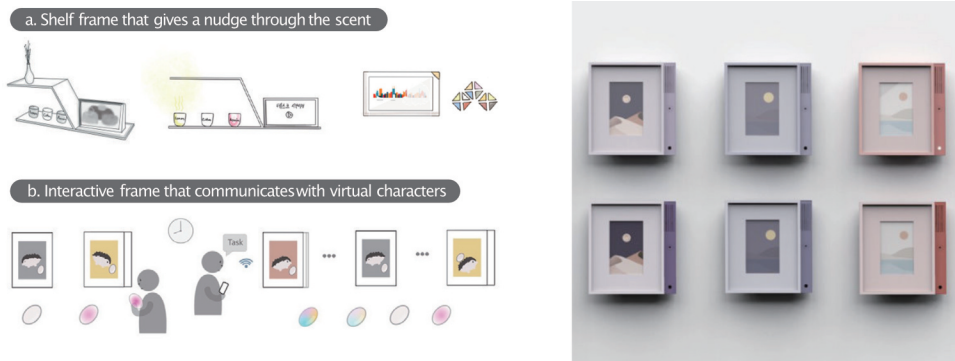 a. Shelf frame that gives a nudge through the scent
b. Interactive frame that communicates with virtual characters
Task